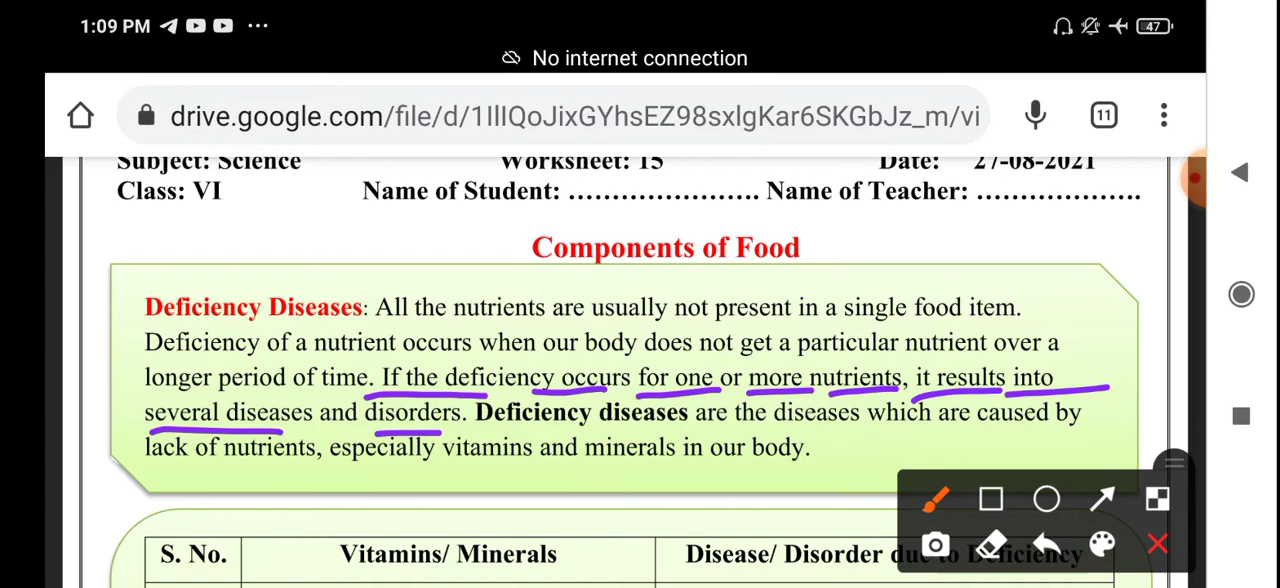 1:09 PM ... 47
No internet connection
drive.google.com/file/d/1IlIQoJixGYhsEZ98sxlgKar6SKGbJz_m/vi 11
Subject: Science Worksheet: 15 Date: 27-08-2021
Class: VI Name of Student: ....................... Name of Teacher: ...................
Components of Food
Deficiency Diseases: All the nutrients are usually not present in a single food item.
Deficiency of a nutrient occurs when our body does not get a particular nutrient over a
longer period of time. If the deficiency occurs for one or more nutrients, it results into
several diseases and disorders. Deficiency diseases are the diseases which are caused by
lack of nutrients, especially vitamins and minerals in our body.
S. No. Vitamins/ Minerals Disease/ Disorder due to Deficiency